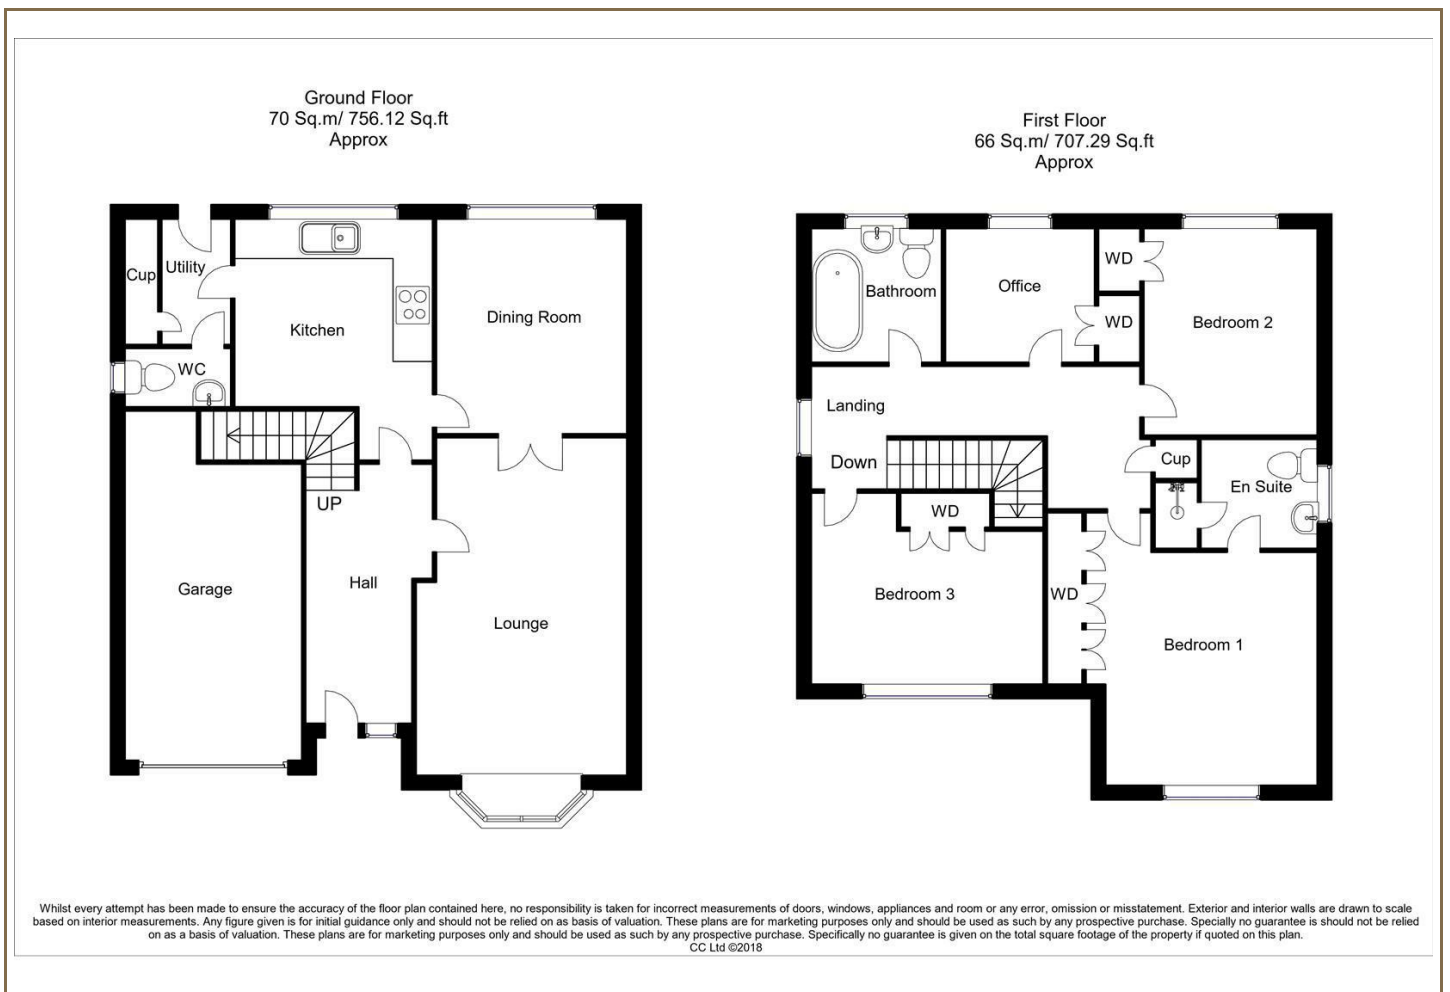 Ground Floor
70 Sq.m/ 756.12 Sq.ft
Approx
First Floor
66 Sq.m/ 707.29 Sq.ft
Approx
Cup
Utility
Kitchen
Dining Room
WC
UP
Garage
Hall
Lounge
Bathroom
Office
WD
WD
Bedroom 2
Landing
Down
Cup
En Suite
WD
Bedroom 3
WD
Bedroom 1
Whilst every attempt has been made to ensure the accuracy of the floor plan contained here, no responsibility is taken for incorrect measurements of doors, windows, appliances and room or any error, omission or misstatement. Exterior and interior walls are drawn to scale
based on interior measurements. Any figure given is for initial guidance only and should not be relied on as basis of valuation. These plans are for marketing purposes only and should be used as such by any prospective purchase. Specially no guarantee is should not be relied
on as a basis of valuation. These plans are for marketing purposes only and should be used as such by any prospective purchase. Specifically no guarantee is given on the total square footage of the property if quoted on this plan.
CC Ltd ©2018